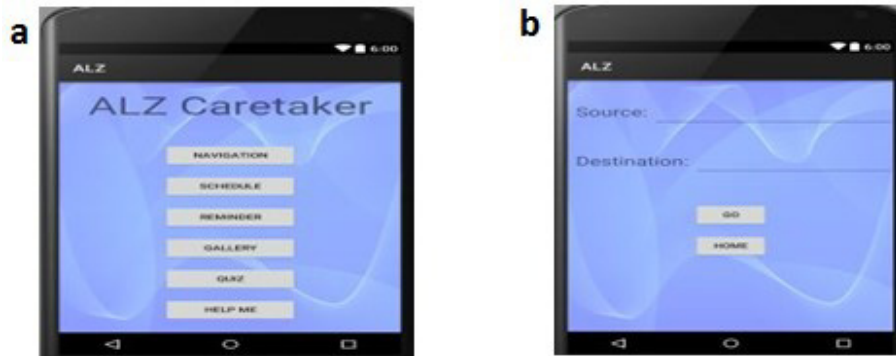 a
6:00
ALZ
ALZ Caretaker
NAVIGATION
SCHEDULE
REMINDER
GALLERY
QUIZ
HELP ME
b
6:00
ALZ
Source:
Destination:
GO
HOME